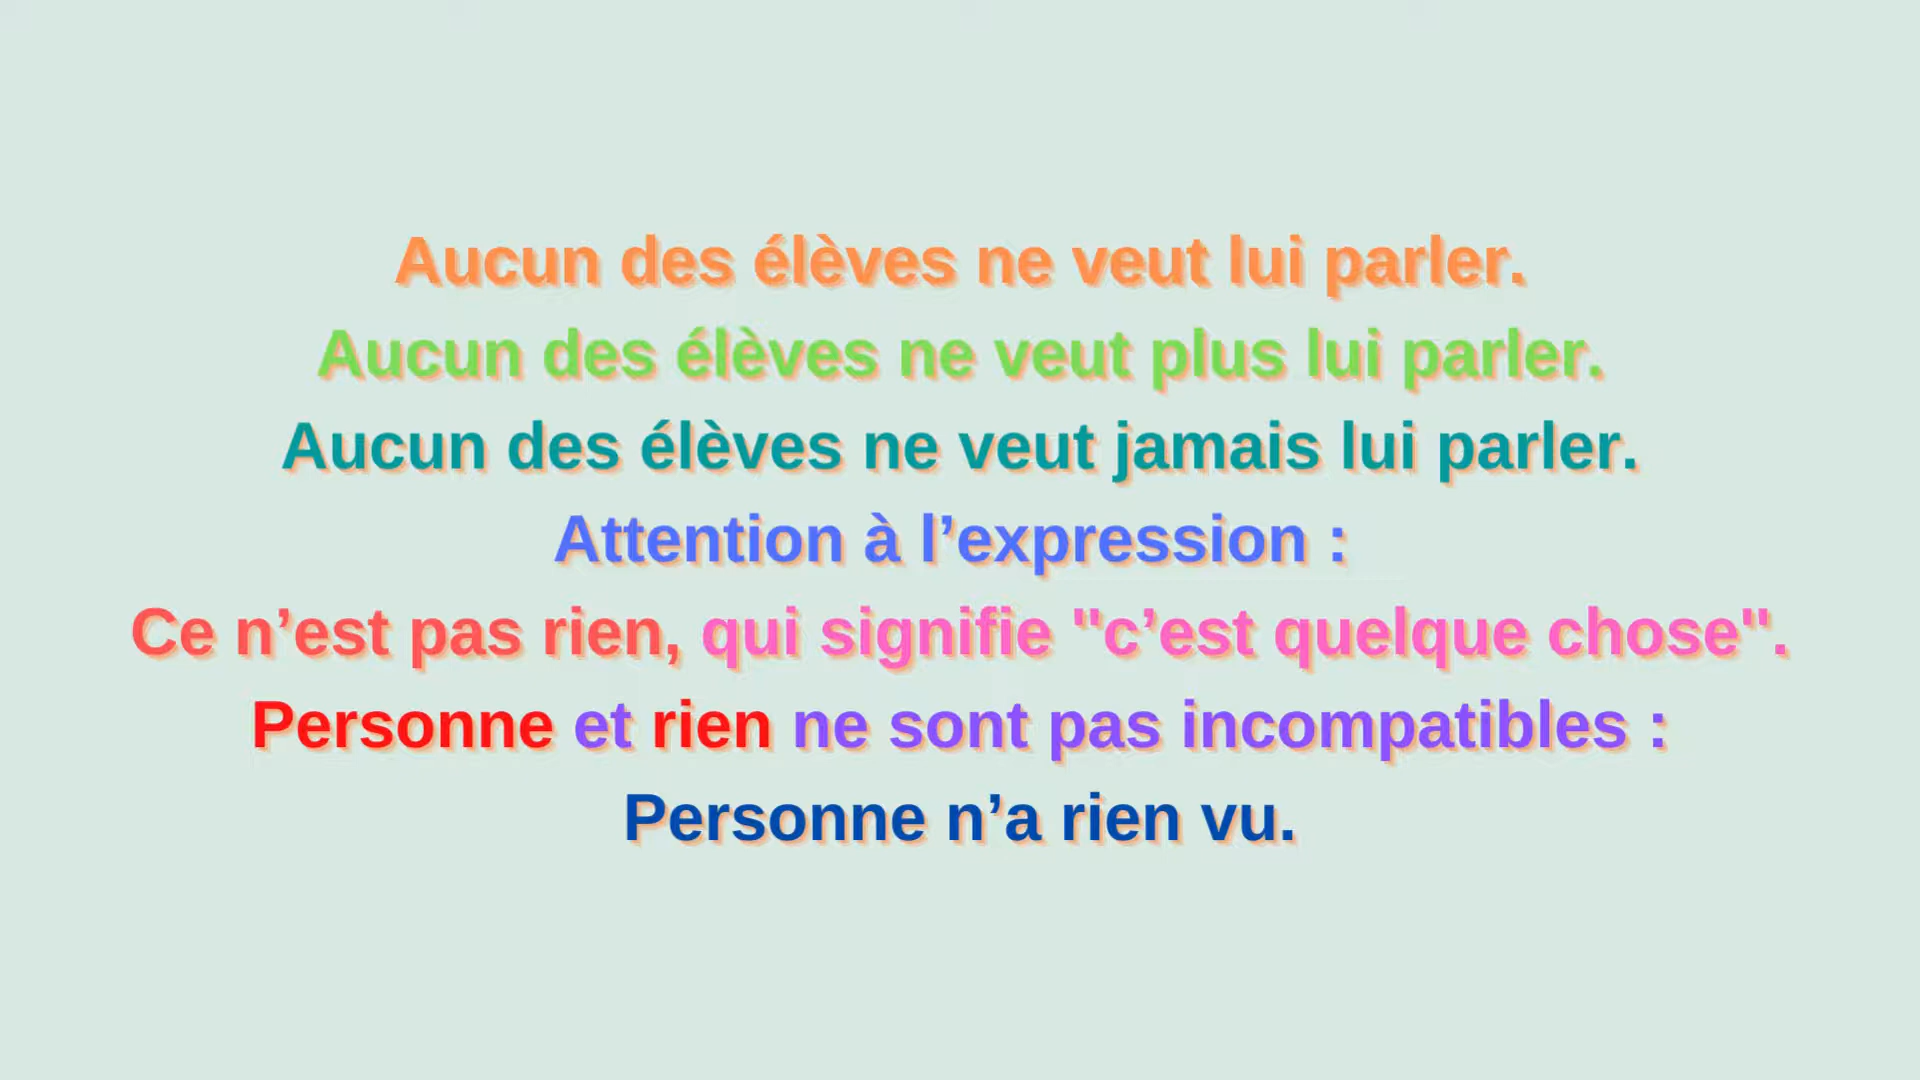 Aucun des élèves ne veut lui parler.
Aucun des élèves ne veut plus lui parler.
Aucun des élèves ne veut jamais lui parler.
Attention à l’expression :
Ce n’est pas rien, qui signifie "c’est quelque chose".
Personne et rien ne sont pas incompatibles :
Personne n’a rien vu.